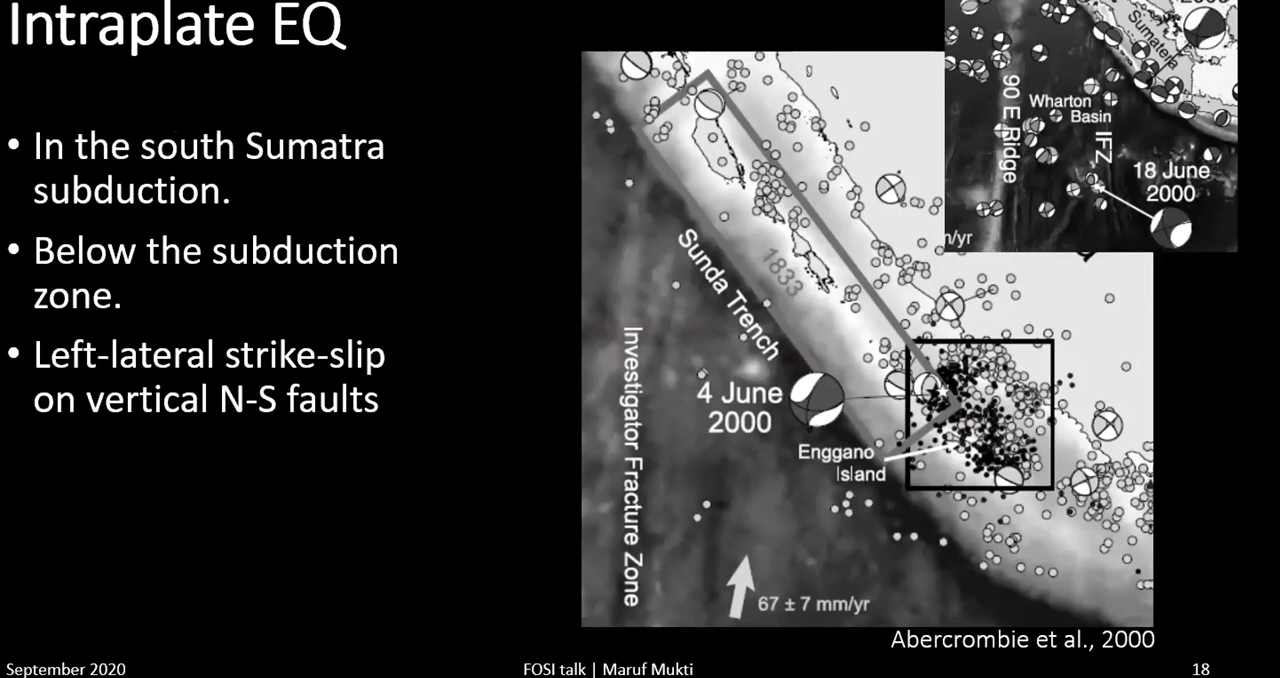 Intraplate EQ
• In the south Sumatra
subduction.
• Below the subduction
zone.
• Left-lateral strike-slip
on vertical N-S faults
Sumatera
90 E Ridge
Wharton
Basin
IFZ
18 June
2000
/yr
Sunda Trench
1833
Investigator Fracture Zone
4 June
2000
Enggano
Island
67 ± 7 mm/yr
Abercrombie et al., 2000
September 2020
FOSI talk | Maruf Mukti
18